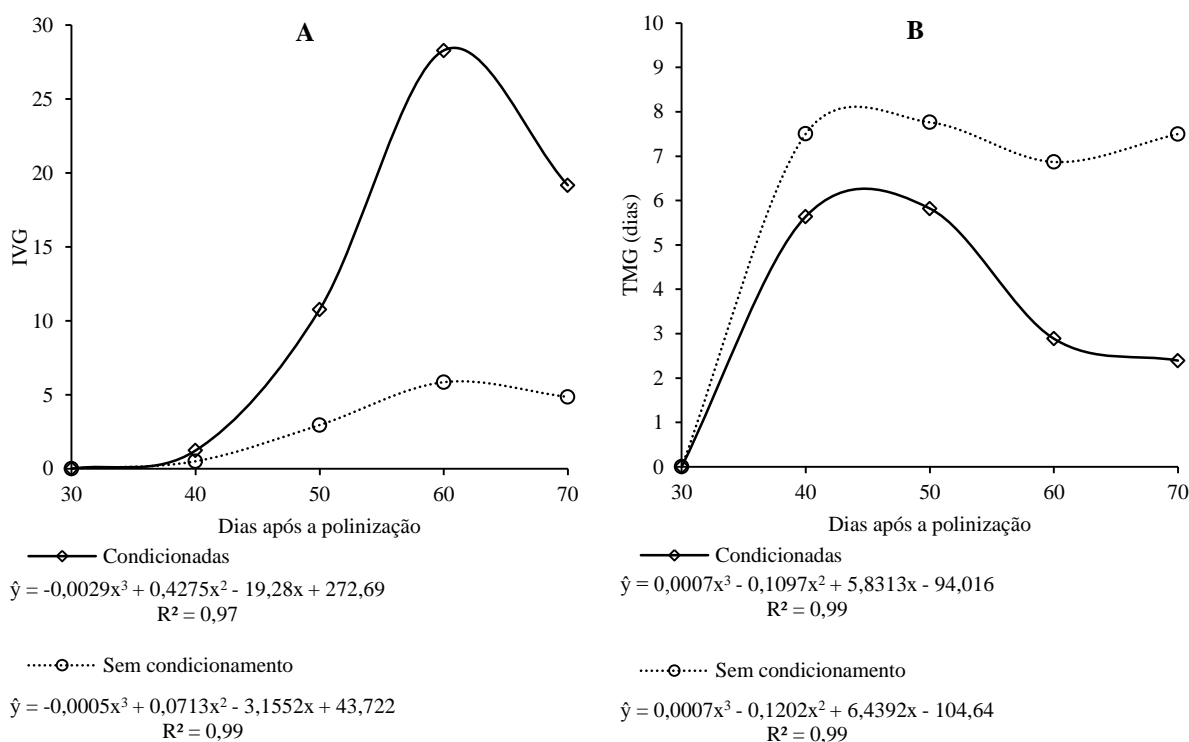 A
30
25
20
15
10
5
0
IVG
30 40 50 60 70
Dias após a polinização
Condicionadas
ŷ = -0,0029x³ + 0,4275x² - 19,28x + 272,69
R² = 0,97
Sem condicionamento
ŷ = -0,0005x³ + 0,0713x² - 3,1552x + 43,722
R² = 0,99
B
10
9
8
7
6
5
4
3
2
1
0
TMG (dias)
30 40 50 60 70
Dias após a polinização
Condicionadas
ŷ = 0,0007x³ - 0,1097x² + 5,8313x - 94,016
R² = 0,99
Sem condicionamento
ŷ = 0,0007x³ - 0,1202x² + 6,4392x - 104,64
R² = 0,99